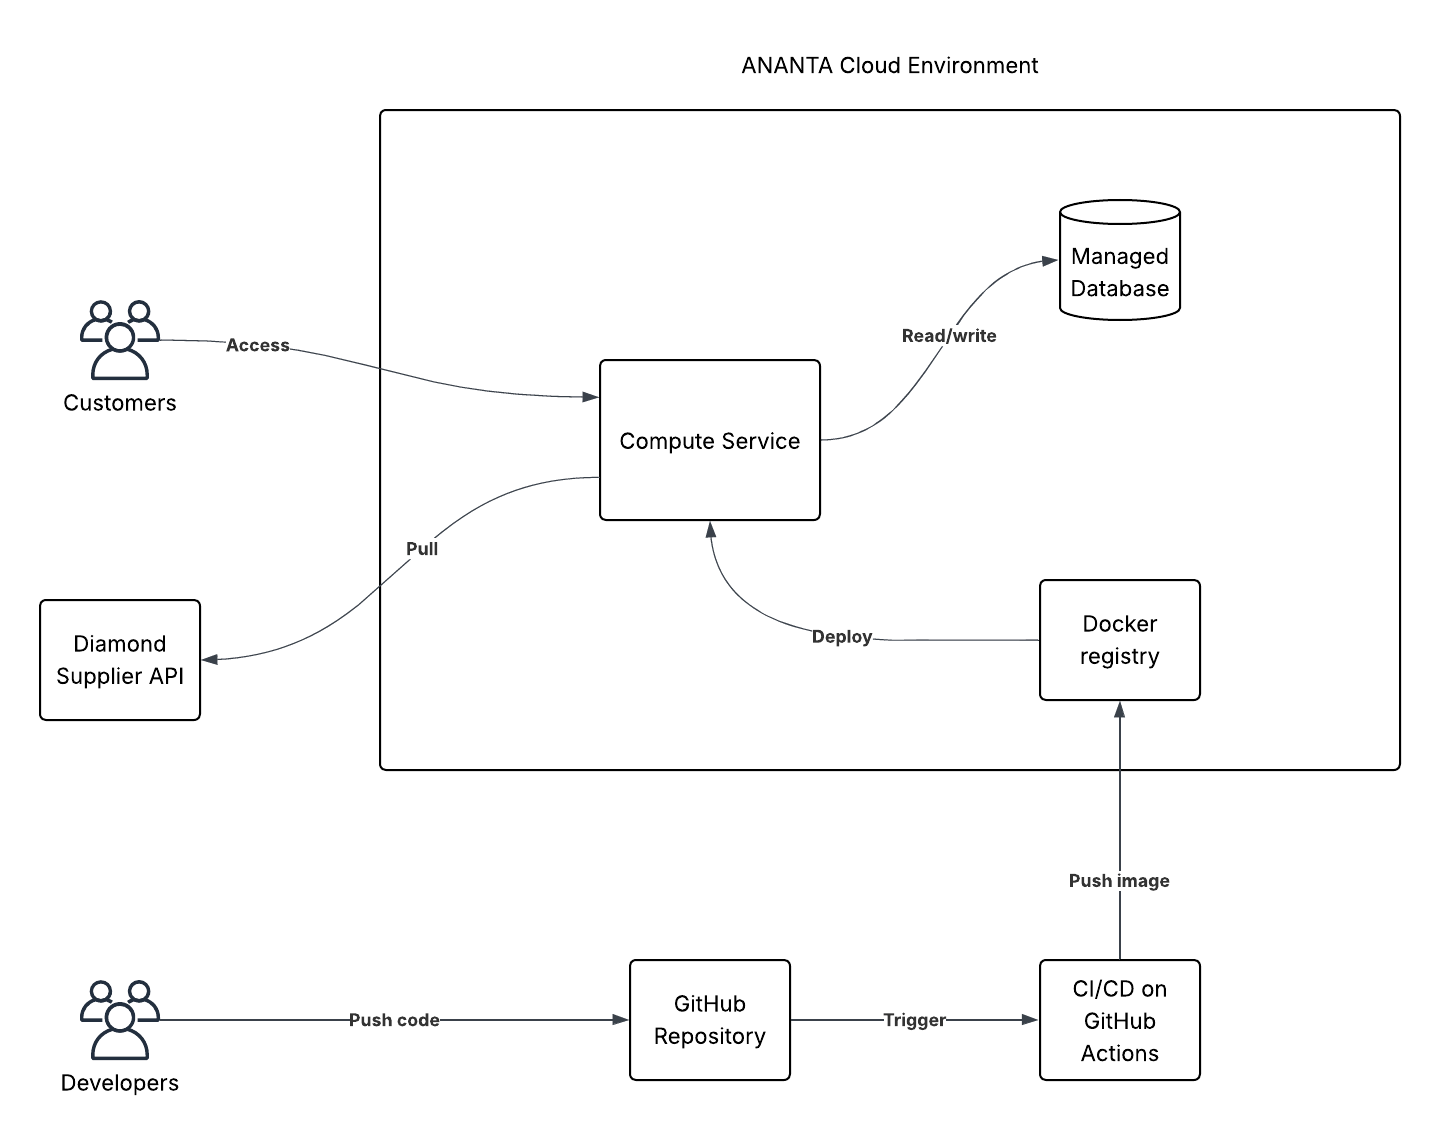 ANANTA Cloud Environment
Managed
Database
Read/write
Access
Customers
Compute Service
Pull
Diamond
Supplier API
Deploy
Docker
registry
Push image
Developers
Push code
GitHub
Repository
Trigger
CI/CD on
GitHub
Actions